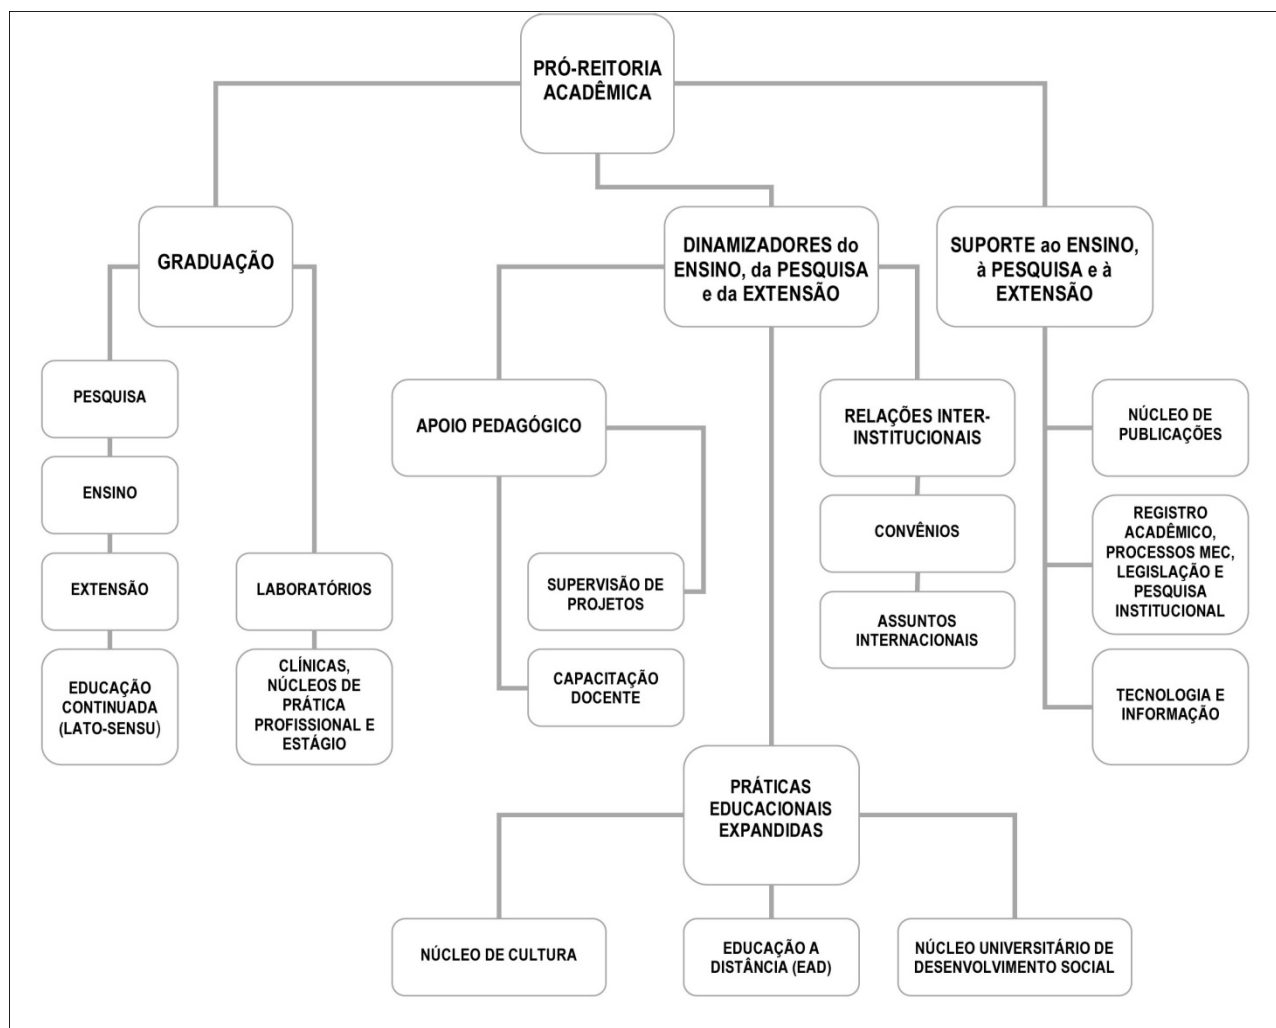 PRÓ-REITORIA
ACADÊMICA
GRADUAÇÃO
DINAMIZADORES do
ENSINO, da PESQUISA
e da EXTENSÃO
SUPORTE ao ENSINO,
à PESQUISA e à
EXTENSÃO
PESQUISA
ENSINO
EXTENSÃO
EDUCAÇÃO
CONTINUADA
(LATO-SENSU)
LABORATÓRIOS
CLÍNICAS,
NÚCLEOS DE
PRÁTICA
PROFISSIONAL E
ESTÁGIO
APOIO PEDAGÓGICO
SUPERVISÃO DE
PROJETOS
CAPACITAÇÃO
DOCENTE
RELAÇÕES INTER-
INSTITUCIONAIS
CONVÊNIOS
ASSUNTOS
INTERNACIONAIS
NÚCLEO DE
PUBLICAÇÕES
REGISTRO
ACADÊMICO,
PROCESSOS MEC,
LEGISLAÇÃO E
PESQUISA
INSTITUCIONAL
TECNOLOGIA E
INFORMAÇÃO
PRÁTICAS
EDUCACIONAIS
EXPANDIDAS
NÚCLEO DE CULTURA
EDUCAÇÃO A
DISTÂNCIA (EAD)
NÚCLEO UNIVERSITÁRIO DE
DESENVOLVIMENTO SOCIAL